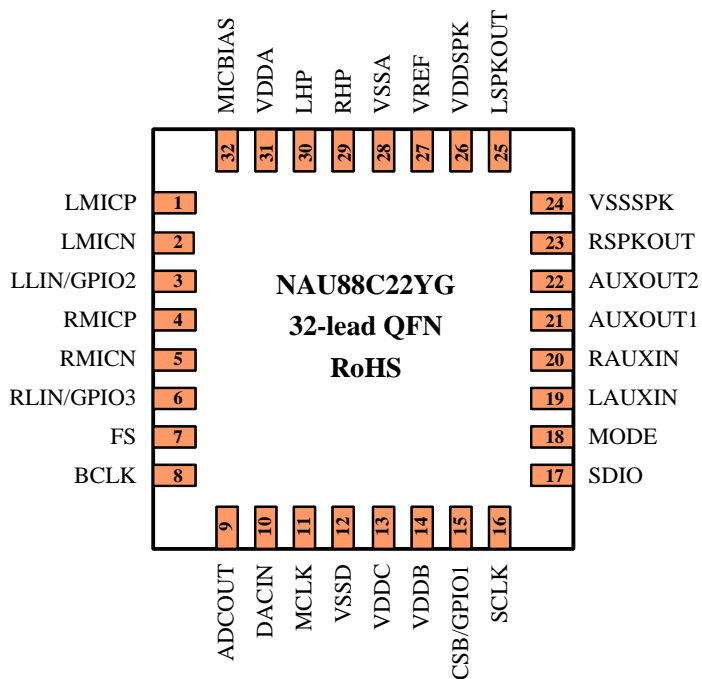 MICBIAS
VDDA
LHP
RHP
VSSA
VREF
VDDSPK
LSPKOUT
32
31
30
29
28
27
26
25
LMICP 1
LMICN 2
LLIN/GPIO2 3
RMICP 4
RMICN 5
RLIN/GPIO3 6
FS 7
BCLK 8
NAU88C22YG
32-lead QFN
RoHS
24 VSSSPK
23 RSPKOUT
22 AUXOUT2
21 AUXOUT1
20 RAUXIN
19 LAUXIN
18 MODE
17 SDIO
9
10
11
12
13
14
15
16
ADCOUT
DACIN
MCLK
VSSD
VDDC
VDDB
CSB/GPIO1
SCLK